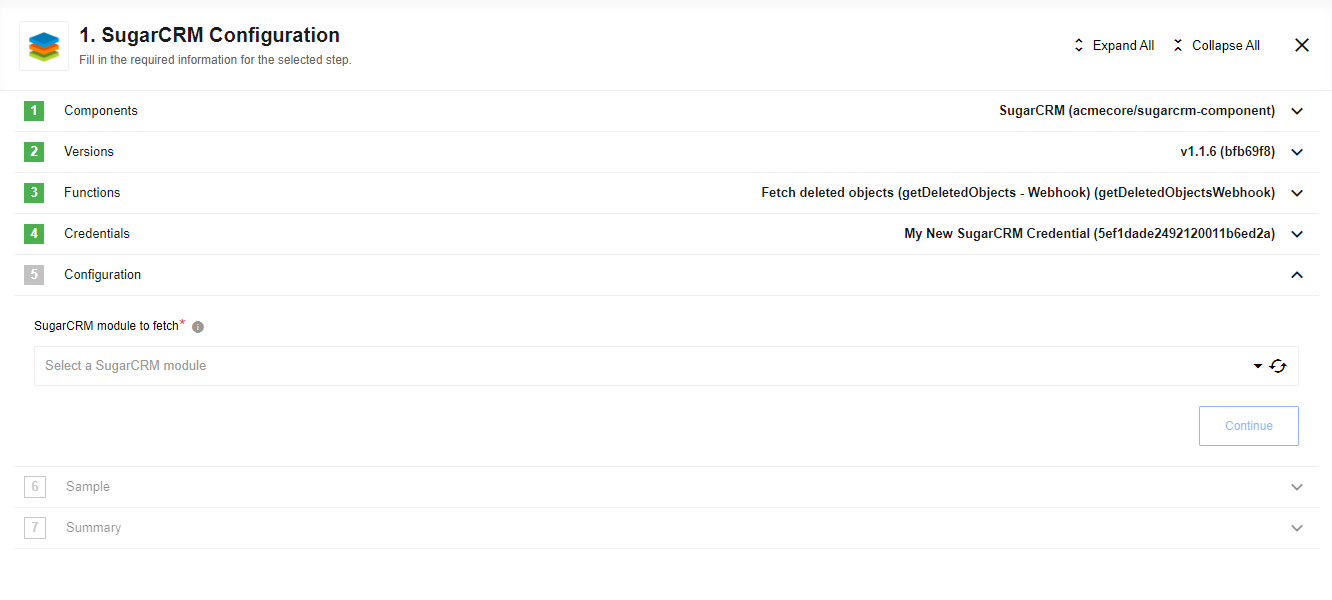 1. SugarCRM Configuration
Fill in the required information for the selected step.
Expand All
Collapse All
1 Components SugarCRM (acmecore/sugarcrm-component)
2 Versions v1.1.6 (bfb69f8)
3 Functions Fetch deleted objects (getDeletedObjects - Webhook) (getDeletedObjectsWebhook)
4 Credentials My New SugarCRM Credential (5ef1dade2492120011b6ed2a)
5 Configuration
SugarCRM module to fetch*
Select a SugarCRM module
Continue
6 Sample
7 Summary